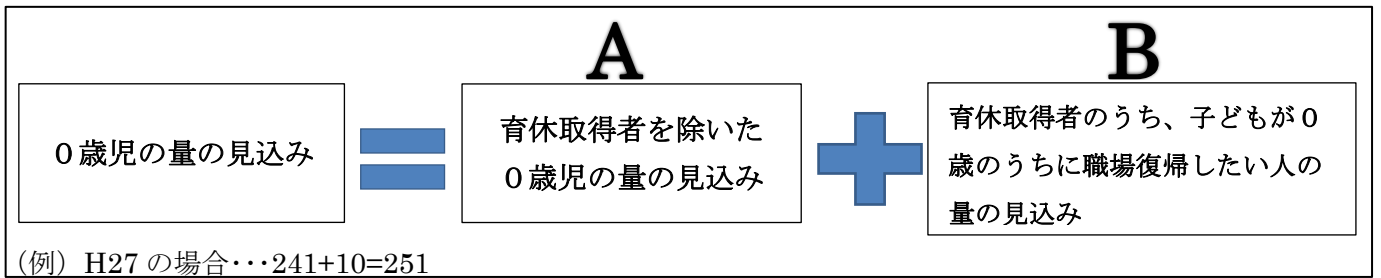 A
B
0歳児の量の見込み
育休取得者を除いた
0歳児の量の見込み
育休取得者のうち、子どもが0
歳のうちに職場復帰したい人の
量の見込み
(例)H27 の場合･･･241+10=251